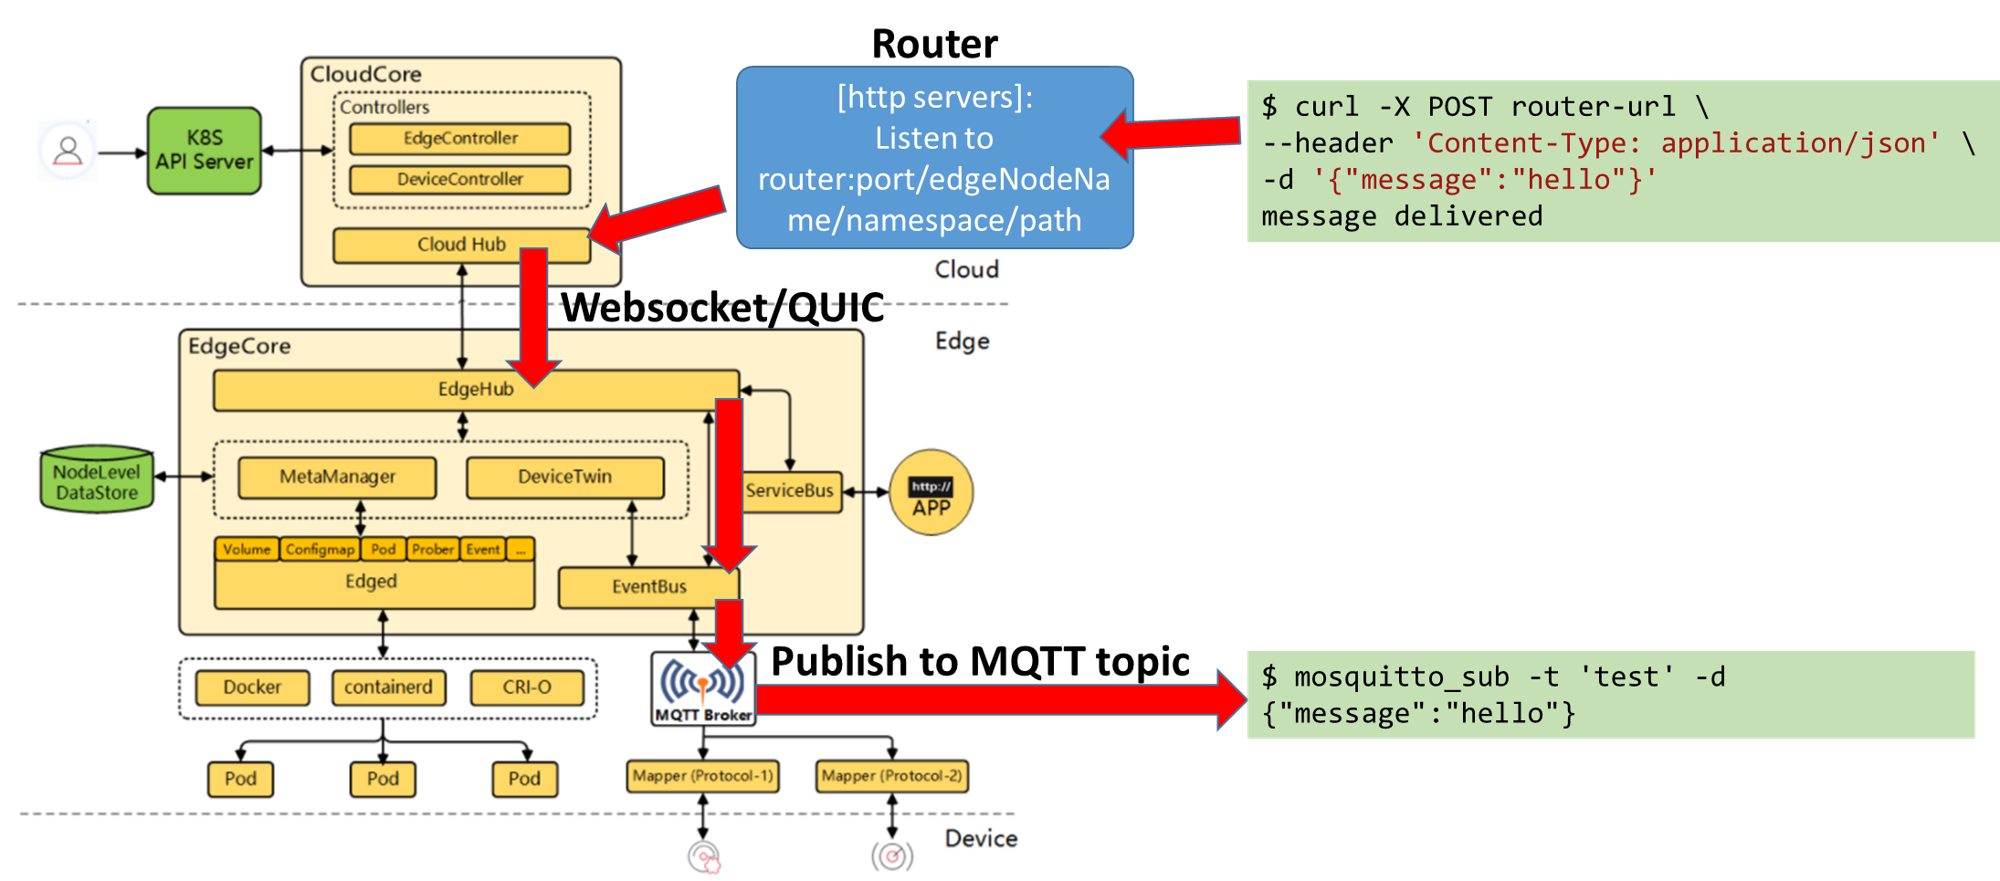 Router
CloudCore
Controllers
EdgeController
DeviceController
Cloud Hub
K8S
API Server
[http servers]:
Listen to
router:port/edgeNodeNa
me/namespace/path
$ curl -X POST router-url \
--header 'Content-Type: application/json' \
-d '{"message":"hello"}'
message delivered
Cloud
Websocket/QUIC
Edge
EdgeCore
EdgeHub
NodeLevel
DataStore
MetaManager
DeviceTwin
ServiceBus
http://
APP
Volume
Configmap
Pod
Prober
Event
...
Edged
EventBus
Docker
containerd
CRI-O
MQTT Broker
Publish to MQTT topic
$ mosquitto_sub -t 'test' -d
{"message":"hello"}
Pod
Pod
Pod
Mapper (Protocol-1)
Mapper (Protocol-2)
Device